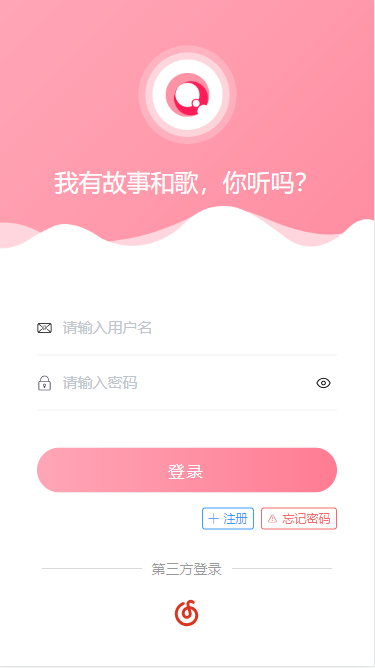 我有故事和歌，你听吗？
请输入用户名
请输入密码
登录
注册
忘记密码
第三方登录